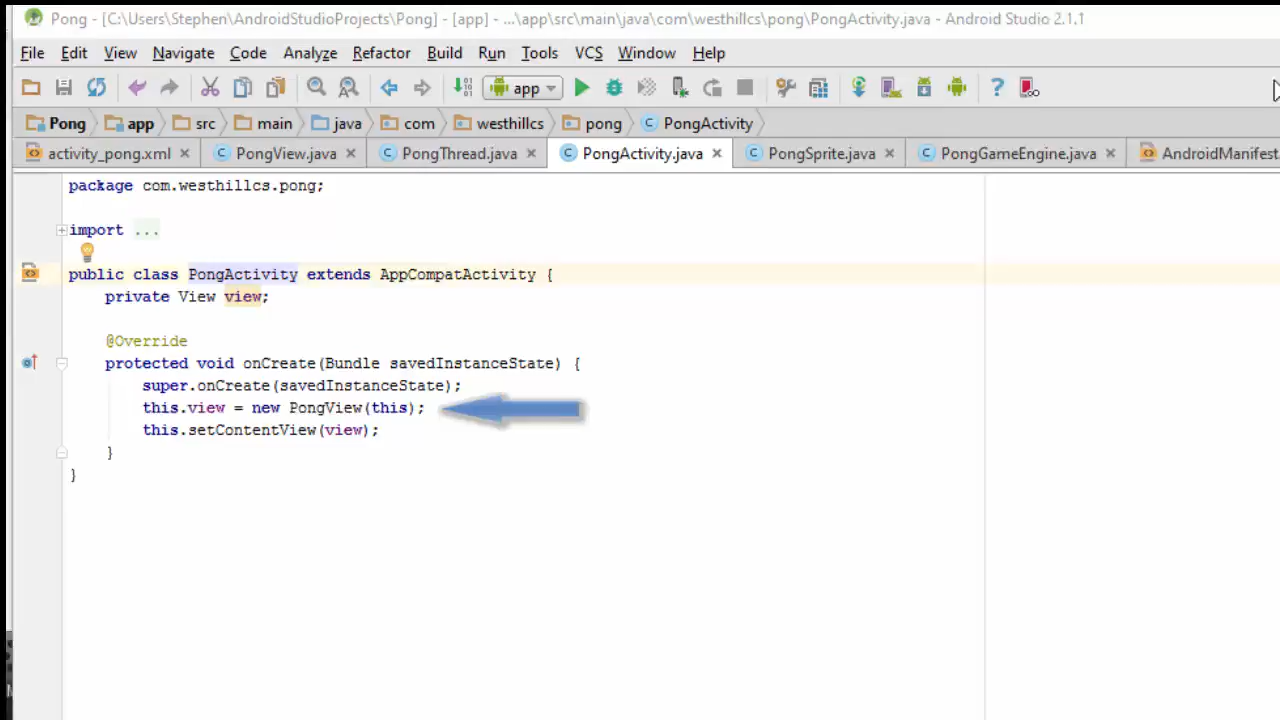 Pong - [C:\Users\Stephen\AndroidStudioProjects\Pong] - [app] - ...\app\src\main\java\com\westhillcs\pong\PongActivity.java - Android Studio 2.1.1
File Edit View Navigate Code Analyze Refactor Build Run Tools VCS Window Help
app
Pong app src main java com westhillcs pong PongActivity
activity_pong.xml PongView.java PongThread.java PongActivity.java PongSprite.java PongGameEngine.java AndroidManifest
package com.westhillcs.pong;
import ...
public class PongActivity extends AppCompatActivity {
private View view;
@Override
protected void onCreate(Bundle savedInstanceState) {
super.onCreate(savedInstanceState);
this.view = new PongView(this);
this.setContentView(view);
}
}